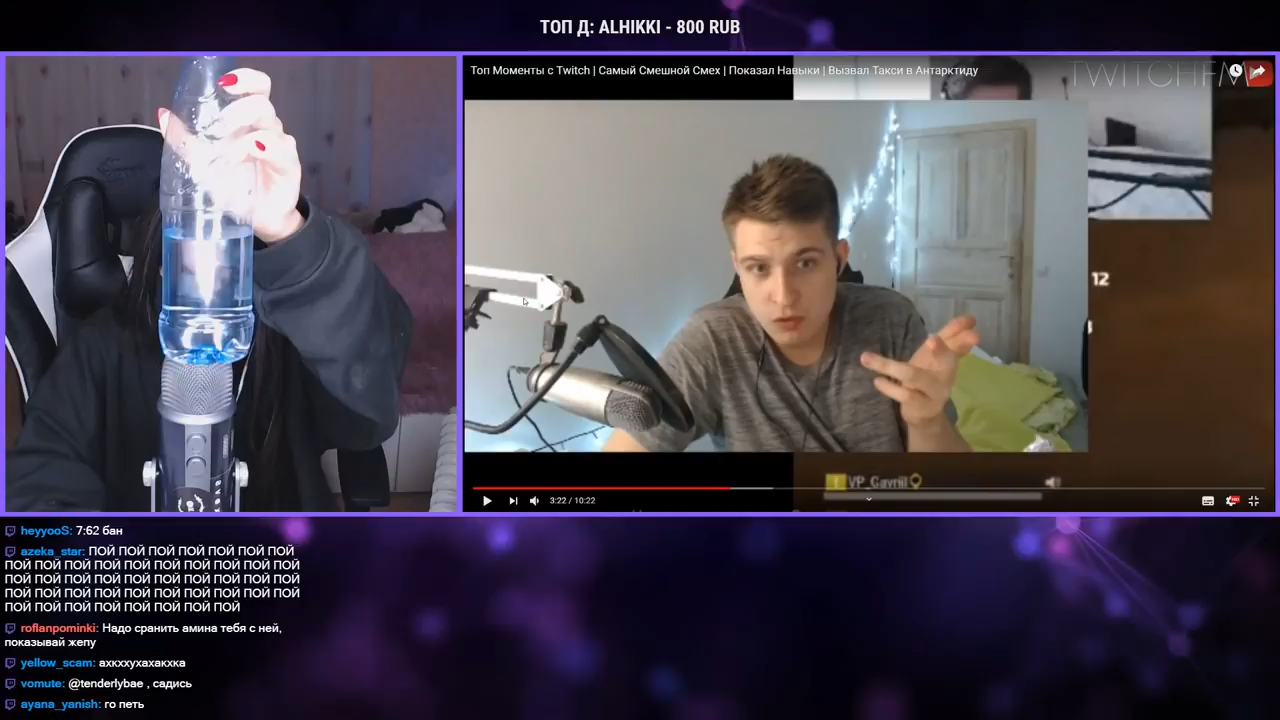 ТОП Д: ALHIKKI - 800 RUB
Топ Моменты с Twitch | Самый Смешной Смех | Показал Навыки | Вызвал Такси в Антарктиду
TWITCHFM
12
VP_Gavriil
3:22 / 10:22
heyyooS: 7:62 бан
azeka_star: ПОЙ ПОЙ ПОЙ ПОЙ ПОЙ ПОЙ ПОЙ
ПОЙ ПОЙ ПОЙ ПОЙ ПОЙ ПОЙ ПОЙ ПОЙ ПОЙ ПОЙ
ПОЙ ПОЙ ПОЙ ПОЙ ПОЙ ПОЙ ПОЙ ПОЙ ПОЙ ПОЙ
ПОЙ ПОЙ ПОЙ ПОЙ ПОЙ ПОЙ ПОЙ ПОЙ ПОЙ ПОЙ
ПОЙ ПОЙ ПОЙ ПОЙ ПОЙ ПОЙ ПОЙ ПОЙ
roflanpominki: Надо сранить амина тебя с ней,
показывай жепу
yellow_scam: ахкххухахакхка
vomute: @tenderlybae , садись
ayana_yanish: го петь